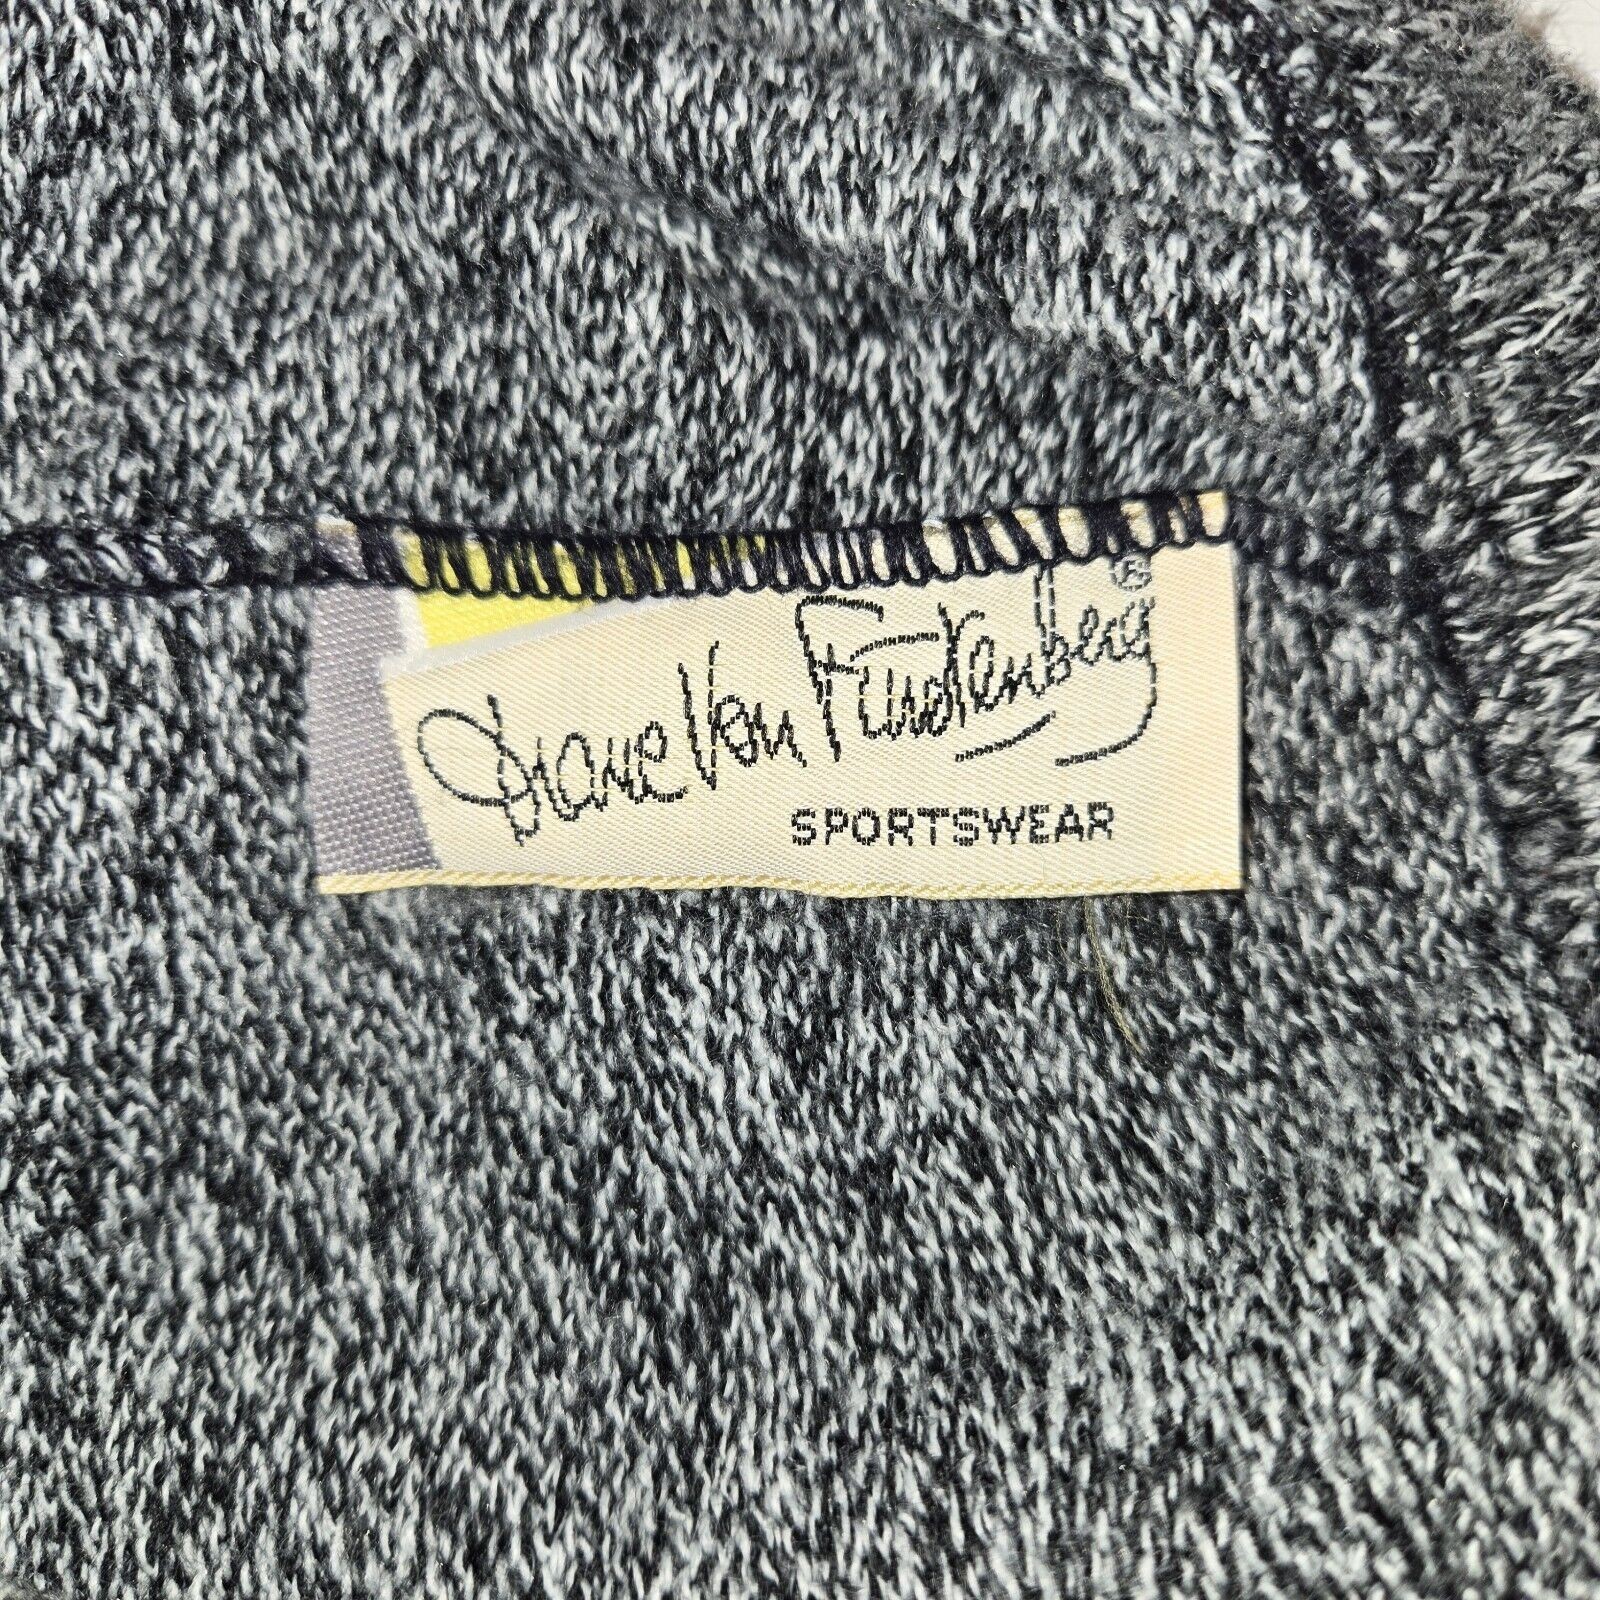 Diane Von Furstenberg ®
SPORTSWEAR